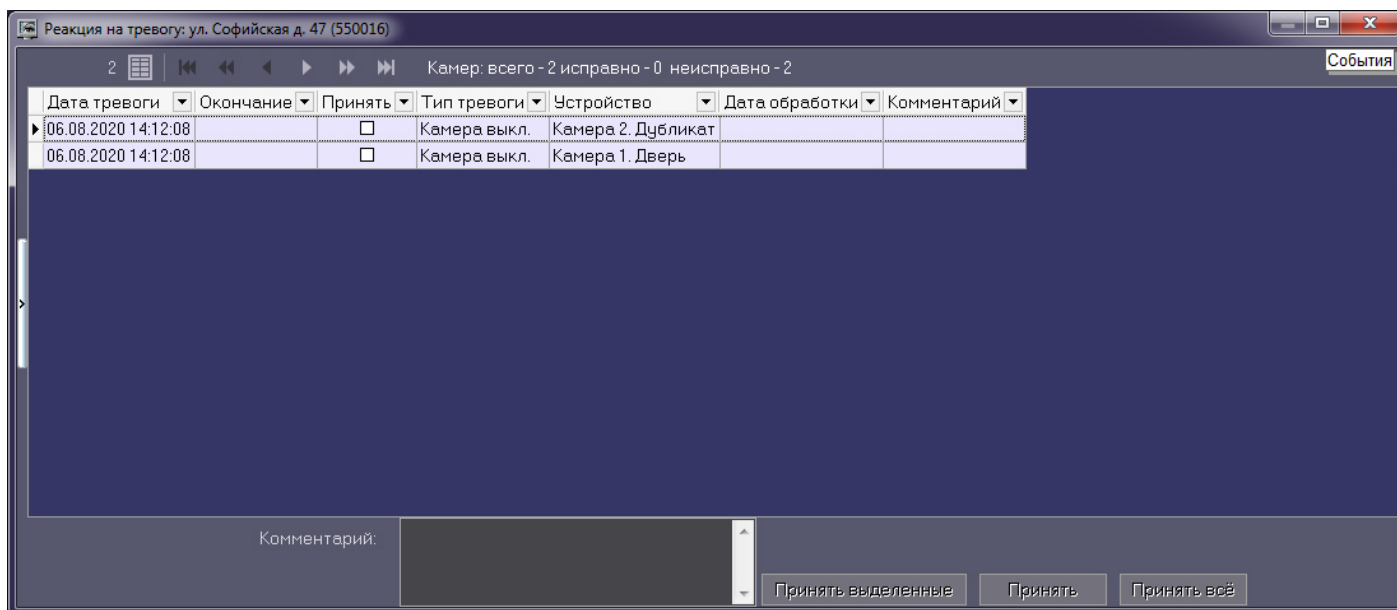 Реакция на тревогу: ул. Софийская д. 47 (550016)
События
2 Камер: всего - 2 исправно - 0 неисправно - 2
Дата тревоги Окончание Принять Тип тревоги Устройство Дата обработки Комментарий
06.08.2020 14:12:08 Камера выкл. Камера 2. Дубликат
06.08.2020 14:12:08 Камера выкл. Камера 1. Дверь
Комментарий:
Принять выделенные Принять Принять всё